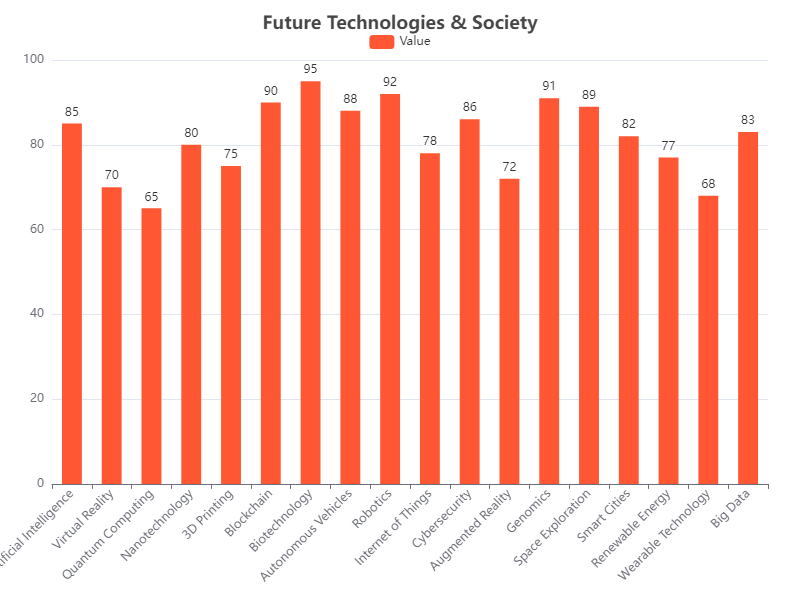 Future Technologies & Society
Value
100
80
60
40
20
0
85
70
65
80
75
90
95
88
92
78
86
72
91
89
82
77
68
83
Intelligence
Virtual Reality
Quantum Computing
Nanotechnology
3D Printing
Blockchain
Biotechnology
Autonomous Vehicles
Robotics
Internet of Things
Cybersecurity
Augmented Reality
Genomics
Space Exploration
Smart Cities
Renewable Energy
Wearable Technology
Big Data